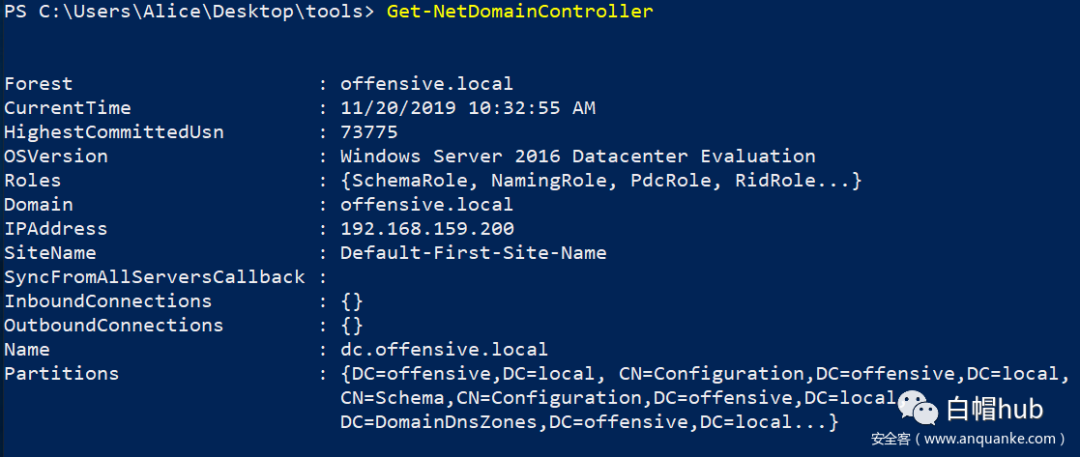 PS C:\Users\Alice\Desktop\tools> Get-NetDomainController
Forest : offensive.local
CurrentTime : 11/20/2019 10:32:55 AM
HighestCommittedUsn : 73775
OSVersion : Windows Server 2016 Datacenter Evaluation
Roles : {SchemaRole, NamingRole, PdcRole, RidRole...}
Domain : offensive.local
IPAddress : 192.168.159.200
SiteName : Default-First-Site-Name
SyncFromAllServersCallback :
InboundConnections : {}
OutboundConnections : {}
Name : dc.offensive.local
Partitions : {DC=offensive,DC=local, CN=Configuration,DC=offensive,DC=local,
CN=Schema,CN=Configuration,DC=offensive,DC=local
DC=DomainDnsZones,DC=offensive,DC=local...}
白帽hub
安全客（www.anquanke.com）